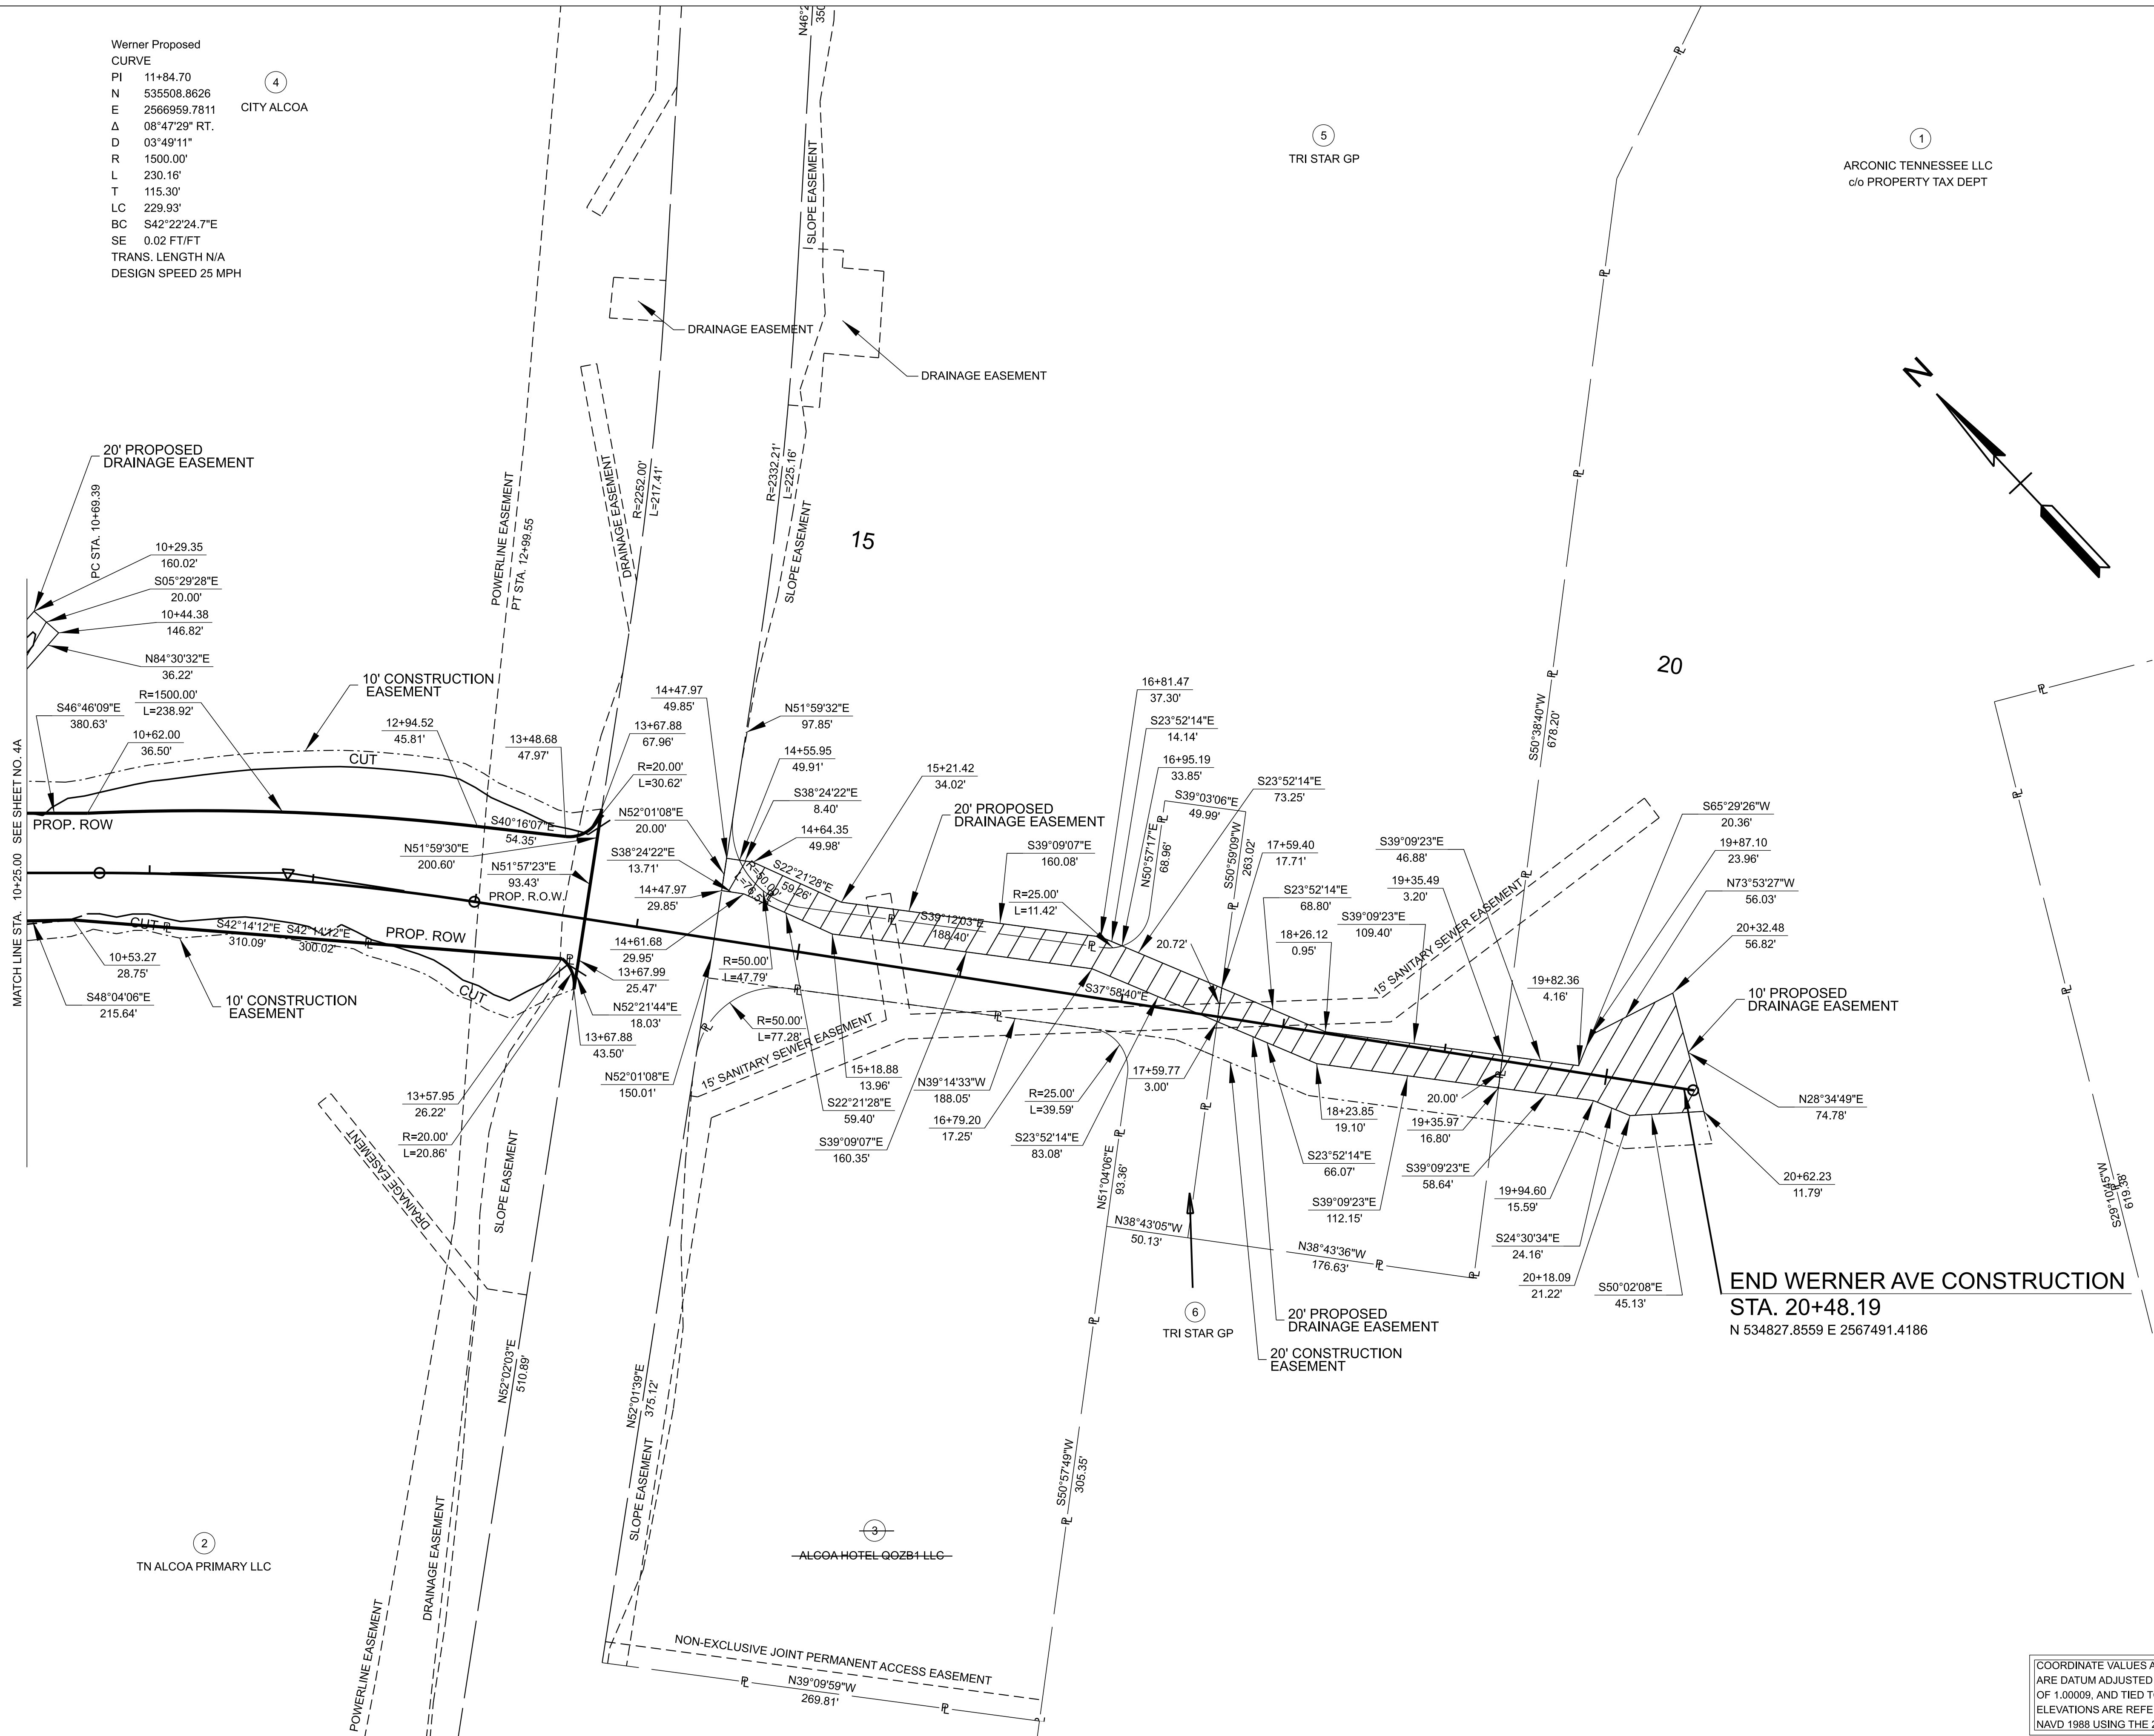 Werner Proposed
CURVE
PI 11+84.70
N 535508.8626
E 2566959.7811
Δ 08°47'29" RT.
D 03°49'11"
R 1500.00'
L 230.16'
T 115.30'
LC 229.93'
BC S42°22'24.7"E
SE 0.02 FT/FT
TRANS. LENGTH N/A
DESIGN SPEED 25 MPH
4
CITY ALCOA
5
TRI STAR GP
1
ARCONIC TENNESSEE LLC
c/o PROPERTY TAX DEPT
N
SLOPE EASEMENT
DRAINAGE EASEMENT
DRAINAGE EASEMENT
R=2252.00'
L=217.41'
R=2332.21'
L=225.16'
SLOPE EASEMENT
DRAINAGE EASEMENT
POWERLINE EASEMENT
PT STA. 12+99.55
15
20
20' PROPOSED
DRAINAGE EASEMENT
PC STA. 10+69.39
10+29.35
160.02'
S05°29'28"E
20.00'
10+44.38
146.82'
N84°30'32"E
36.22'
R=1500.00'
L=238.92'
S46°46'09"E
380.63'
10+62.00
36.50'
10' CONSTRUCTION
EASEMENT
12+94.52
45.81'
13+48.68
47.97'
CUT
PROP. ROW
MATCH LINE STA. 10+25.00 SEE SHEET NO. 4A
S40°16'07"E
54.35'
N51°59'30"E
200.60'
N51°57'23"E
93.43'
PROP. R.O.W.
14+47.97
49.85'
13+67.88
67.96'
R=20.00'
L=30.62'
N52°01'08"E
20.00'
S38°24'22"E
13.71'
14+47.97
29.85'
N51°59'32"E
97.85'
14+55.95
49.91'
S38°24'22"E
8.40'
14+64.35
49.98'
S22°21'28"E
59.26'
R=50.00'
15+21.42
34.02'
20' PROPOSED
DRAINAGE EASEMENT
S39°09'07"E
160.08'
S39°12'03"E
188.40'
R=25.00'
L=11.42'
16+81.47
37.30'
S23°52'14"E
14.14'
16+95.19
33.85'
S39°03'06"E
49.99'
N50°57'17"E
68.96'
S50°59'09"W
263.02'
S23°52'14"E
73.25'
17+59.40
17.71'
S23°52'14"E
68.80'
18+26.12
0.95'
S39°09'23"E
109.40'
S39°09'23"E
46.88'
19+35.49
3.20'
15' SANITARY SEWER EASEMENT
S50°38'40"W
678.20'
S65°29'26"W
20.36'
19+87.10
23.96'
N73°53'27"W
56.03'
20+32.48
56.82'
19+82.36
4.16'
10' PROPOSED
DRAINAGE EASEMENT
N28°34'49"E
74.78'
20+62.23
11.79'
S29°10'45"W
619.38'
CUT
S42°14'12"E
310.09'
S42°14'12"E
300.02'
PROP. ROW
CUT
10+53.27
28.75'
S48°04'06"E
215.64'
10' CONSTRUCTION
EASEMENT
14+61.68
29.95'
13+67.99
25.47'
N52°21'44"E
18.03'
13+67.88
43.50'
N52°01'08"E
150.01'
13+57.95
26.22'
R=20.00'
L=20.86'
R=50.00'
L=47.79'
R=50.00'
L=77.28'
15' SANITARY SEWER EASEMENT
15+18.88
13.96'
S22°21'28"E
59.40'
S39°09'07"E
160.35'
N39°14'33"W
188.05'
16+79.20
17.25'
R=25.00'
L=39.59'
S23°52'14"E
83.08'
S37°58'40"E
20.72'
17+59.77
3.00'
N51°04'06"E
93.36'
N38°43'05"W
50.13'
N38°43'36"W
176.63'
18+23.85
19.10'
S23°52'14"E
66.07'
S39°09'23"E
112.15'
20.00'
19+35.97
16.80'
S39°09'23"E
58.64'
19+94.60
15.59'
S24°30'34"E
24.16'
20+18.09
21.22'
S50°02'08"E
45.13'
END WERNER AVE CONSTRUCTION
STA. 20+48.19
N 534827.8559 E 2567491.4186
6
TRI STAR GP
20' PROPOSED
DRAINAGE EASEMENT
20' CONSTRUCTION
EASEMENT
DRAINAGE EASEMENT
SLOPE EASEMENT
N52°02'03"E
510.89'
N52°01'39"E
375.12'
SLOPE EASEMENT
S50°57'49"W
305.35'
3
ALCOA HOTEL QOZB1 LLC
2
TN ALCOA PRIMARY LLC
DRAINAGE EASEMENT
POWERLINE EASEMENT
NON-EXCLUSIVE JOINT PERMANENT ACCESS EASEMENT
N39°09'59"W
269.81'
COORDINATE VALUES
ARE DATUM ADJUSTED
OF 1.00009, AND TIED
ELEVATIONS ARE
NAVD 1988 USING THE